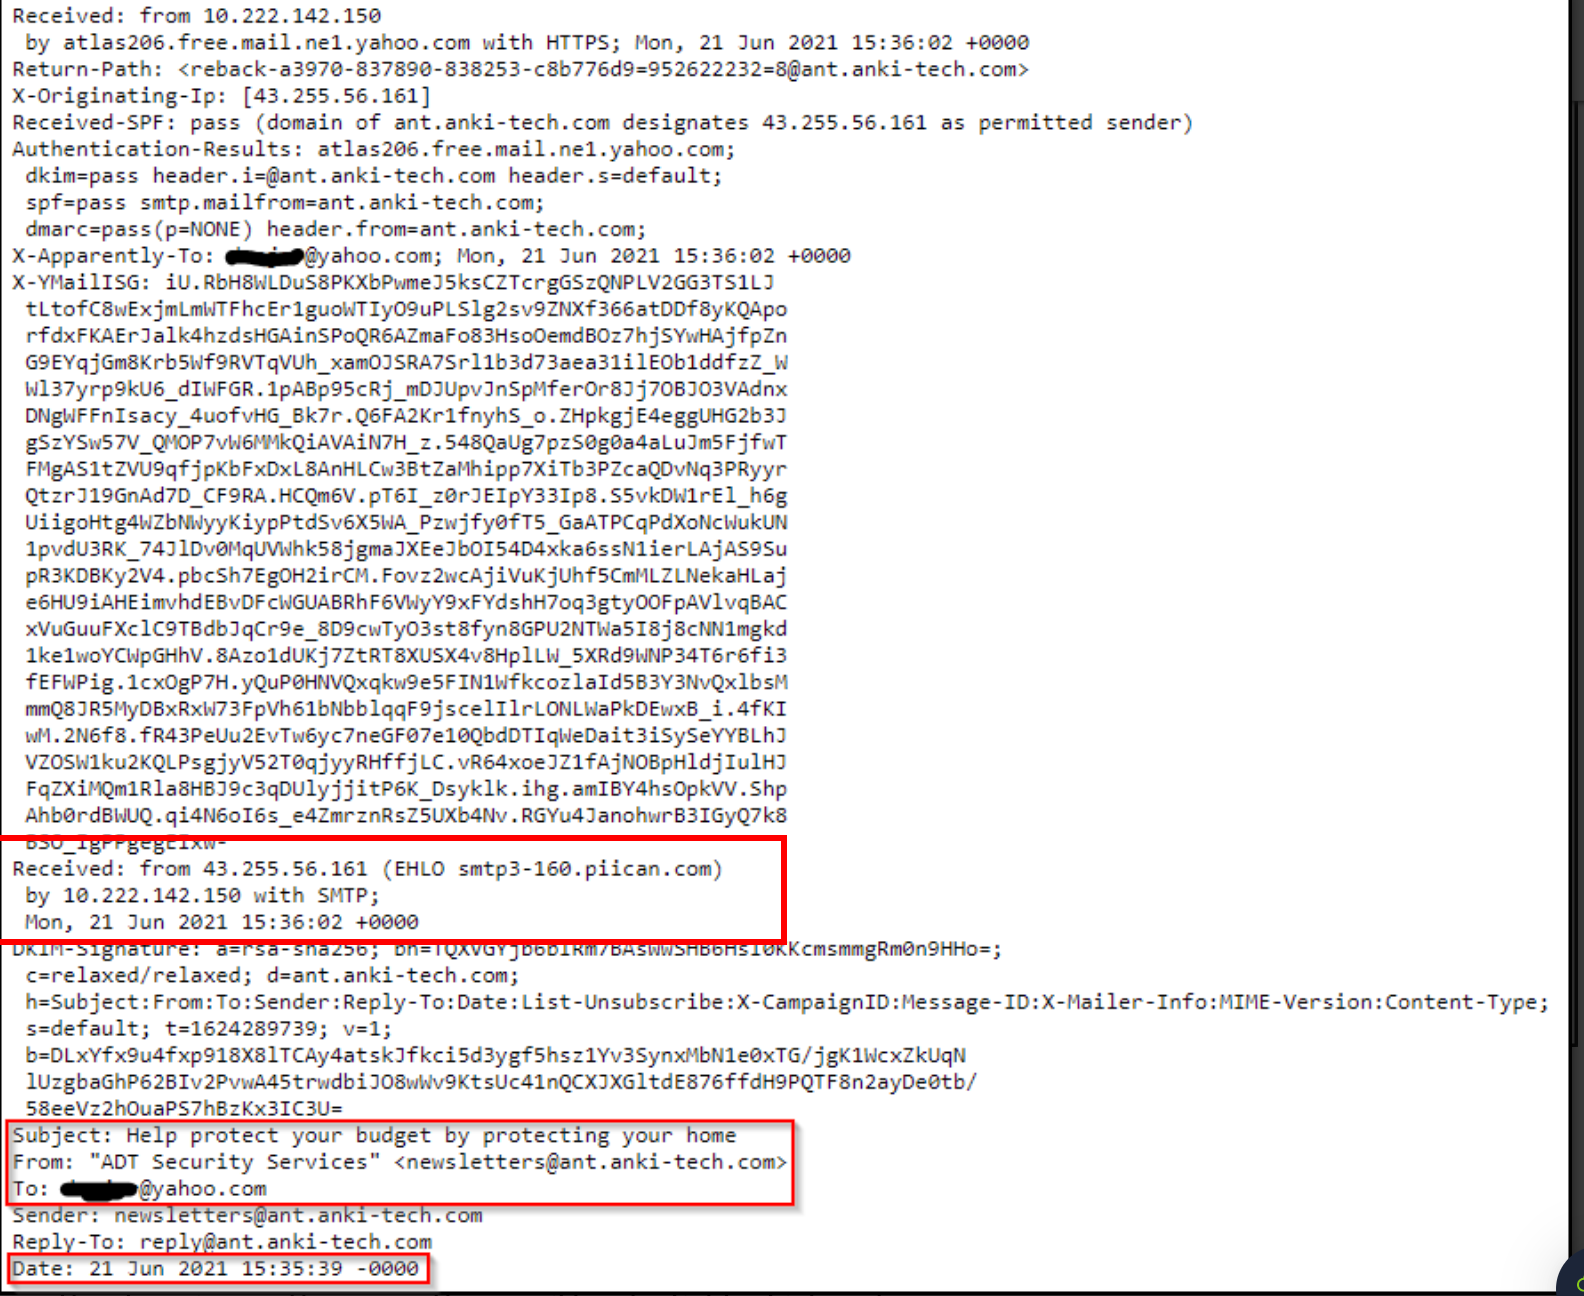 Received: from 10.222.142.150
by atlas206.free.mail.ne1.yahoo.com with HTTPS; Mon, 21 Jun 2021 15:36:02 +0000
Return-Path: <reback-a3970-837890-838253-c8b776d9=952622232=8@ant.anki-tech.com>
X-Originating-Ip: [43.255.56.161]
Received-SPF: pass (domain of ant.anki-tech.com designates 43.255.56.161 as permitted sender)
Authentication-Results: atlas206.free.mail.ne1.yahoo.com;
dkim=pass header.i=@ant.anki-tech.com header.s=default;
spf=pass smtp.mailfrom=ant.anki-tech.com;
dmarc=pass(p=NONE) header.from=ant.anki-tech.com;
X-Apparently-To: @yahoo.com; Mon, 21 Jun 2021 15:36:02 +0000
X-YMailISG: iU.RbH8WLDuS8PKXbPwmeJ5ksCZTcrgGSzQNPLV2GG3TS1LJ
tLtofC8wExjmLmWTFhcEr1guoWTIyO9uPLSlg2sv9ZNXf366atDDf8yKQApo
rfdxFKAErJalk4hzdsHGAinSPoQR6AZmaFo83HsoOemdBOz7hjSYwHAjfpZn
G9EYqjGm8Krb5Wf9RVTqVUh_xamOJSRA7Srl1b3d73aea31ilEOb1ddfzZ_W
Wl37yrp9kU6_dIWFGR.1pABp95cRj_mDJUpvJnSpMferOr8Jj7OBJO3VAdnx
DNgWFFnIsacy_4uofvHG_Bk7r.Q6FA2Kr1fnyhS_o.ZHpkgjE4eggUHG2b3J
gSzYSw57V_QMOP7vW6MMkQiAVAiN7H_z.548QaUg7pzS0g0a4aLuJm5FjfwT
FMgAS1tZVU9qfjpKbFxDxL8AnHLCw3BtZaMhipp7XiTb3PZcaQDvNq3PRyyr
QtzrJ19GnAd7D_CF9RA.HCQm6V.pT6I_z0rJEIpY33Ip8.S5vkDW1rEl_h6g
UiigoHtg4WZbNWyyKiypPtdSv6X5WA_Pzwjfy0fT5_GaATPCqPdXoNcWukUN
1pvdU3RK_74JlDv0MqUVWhk58jgmaJXEeJbOI54D4xka6ssN1ierLAjAS9Su
pR3KDBKy2V4.pbcSh7EgOH2irCM.Fovz2wcAjiVuKjUhf5CmMLZLNekaHLaj
e6HU9iAHEimvhdEBvDFcWGUABRhF6VWyY9xFYdshH7oq3gtyOOFpAVlvqBAC
xVuGuuFXclC9TBdbJqCr9e_8D9cwTyO3st8fyn8GPU2NTWa5I8j8cNN1mgkd
1ke1woYCWpGHhV.8Azo1dUKj7ZtRT8XUSX4v8HplLW_5XRd9WNP34T6r6fi3
fEFWPig.1cxOgP7H.yQuP0HNVQxqkw9e5FIN1WfkcozlaId5B3Y3NvQxlbsM
mmQ8JR5MyDBxRxW73FpVh61bNbblqqF9jscelIlrLONLWaPkDEwxB_i.4fKI
wM.2N6f8.fR43PeUu2EvTw6yc7neGF07e10QbdDTIqWeDait3iSySeYYBLhJ
VZOSW1ku2KQLPsgjyV52T0qjyyRHffjLC.vR64xoeJZ1fAjNOBpHldjIulHJ
FqZXiMQm1Rla8HBJ9c3qDUlyjjitP6K_Dsyklk.ihg.amIBY4hsOpkVV.Shp
Ahb0rdBWUQ.qi4N6oI6s_e4ZmrznRsZ5UXb4Nv.RGYu4JanohwrB3IGyQ7k8
Received: from 43.255.56.161 (EHLO smtp3-160.piican.com)
by 10.222.142.150 with SMTP;
Mon, 21 Jun 2021 15:36:02 +0000
DKIM-Signature: a=rsa-sha256;
c=relaxed/relaxed; d=ant.anki-tech.com;
h=Subject:From:To:Sender:Reply-To:Date:List-Unsubscribe:X-CampaignID:Message-ID:X-Mailer-Info:MIME-Version:Content-Type;
s=default; t=1624289739; v=1;
b=DLxYfx9u4fxp918X8lTCAy4atskJfkci5d3ygf5hsz1Yv3SynxMbN1e0xTG/jgK1WcxZkUqN
lUzgbaGhP62BIv2PvwA45trwdbiJO8wWv9KtsUc41nQCXJXGltdE876ffdH9PQTF8n2ayDe0tb/
58eeVz2hOuaPS7hBzKx3IC3U=
Subject: Help protect your budget by protecting your home
From: "ADT Security Services" <newsletters@ant.anki-tech.com>
To: @yahoo.com
Sender: newsletters@ant.anki-tech.com
Reply-To: reply@ant.anki-tech.com
Date: 21 Jun 2021 15:35:39 -0000